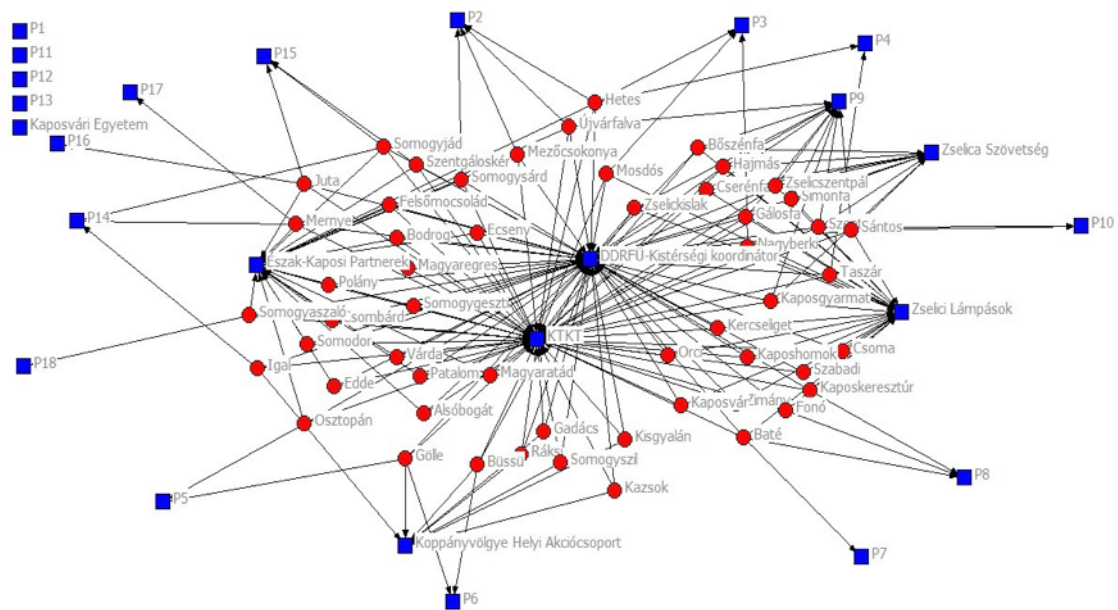 P1
P11
P12
P13
Kaposvári Egyetem
P2
P3
P4
P15
P17
P16
P14
P9
Zselica Szövetség
P10
Hetes
Újvárfalva
Somogyjád
Szentgáloskér
Mezőcsokonya
Somogysárd
Mosdós
Bőszénfa
Hajmás
Cserénfa
Zselicszentpál
Simonfa
Juta
Felsőmocsolád
Zselickislak
Gálosfa
Sántos
Mernye
Bodrog
Ecseny
Nagyberki
Észak-Kaposi Partnerek
Magyaregres
DDRFÜ-Kistérségi koordinátor
Taszár
Polány
Somogygeszti
Kaposgyarmat
Zselici Lámpások
Somogyaszaló
Kercseliget
KTKT
Somodor
Várda
Orci
Kaposhomok
Csoma
P18
Igal
Patalom
Magyaratád
Szabadi
Edde
Kaposkeresztúr
Alsóbogát
Kaposvár
Zimány
Fonó
Osztopán
Gadács
Kisgyalán
Baté
Gölle
Büssü
Ráksi
Somogyszil
P8
P5
Kazsok
Koppányvölgye Helyi Akciócsoport
P7
P6